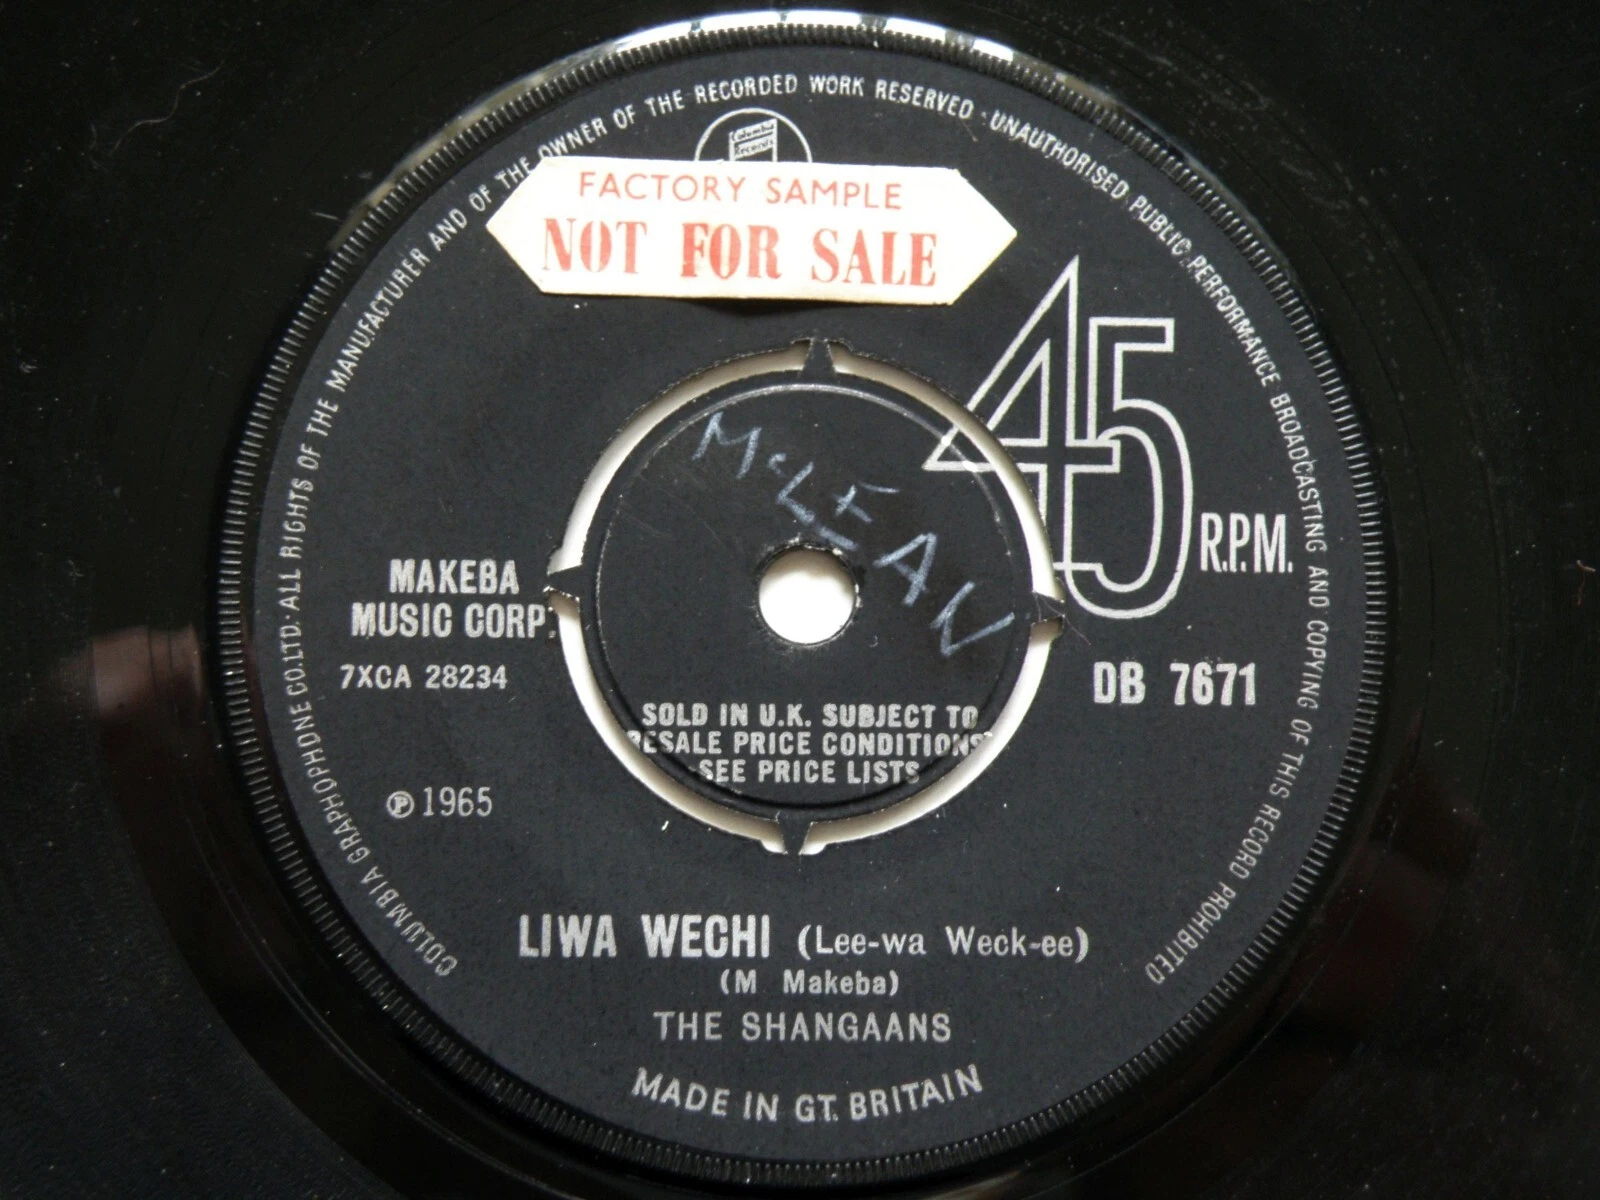 COLUMBIA GRAPHOPHONE CO. LTD. ALL RIGHTS OF THE MANUFACTURER AND OF THE OWNER OF THE RECORDED WORK RESERVED · UNAUTHORISED PUBLIC PERFORMANCE BROADCASTING AND COPYING OF THIS RECORD PROHIBITED
Columbia
Records
FACTORY SAMPLE
NOT FOR SALE
45
R.P.M.
McLEAN
MAKEBA
MUSIC CORP.
7XCA 28234
DB 7671
SOLD IN U.K. SUBJECT TO
RESALE PRICE CONDITIONS
SEE PRICE LISTS
℗ 1965
LIWA WECHI (Lee-wa Weck-ee)
(M Makeba)
THE SHANGAANS
MADE IN GT. BRITAIN